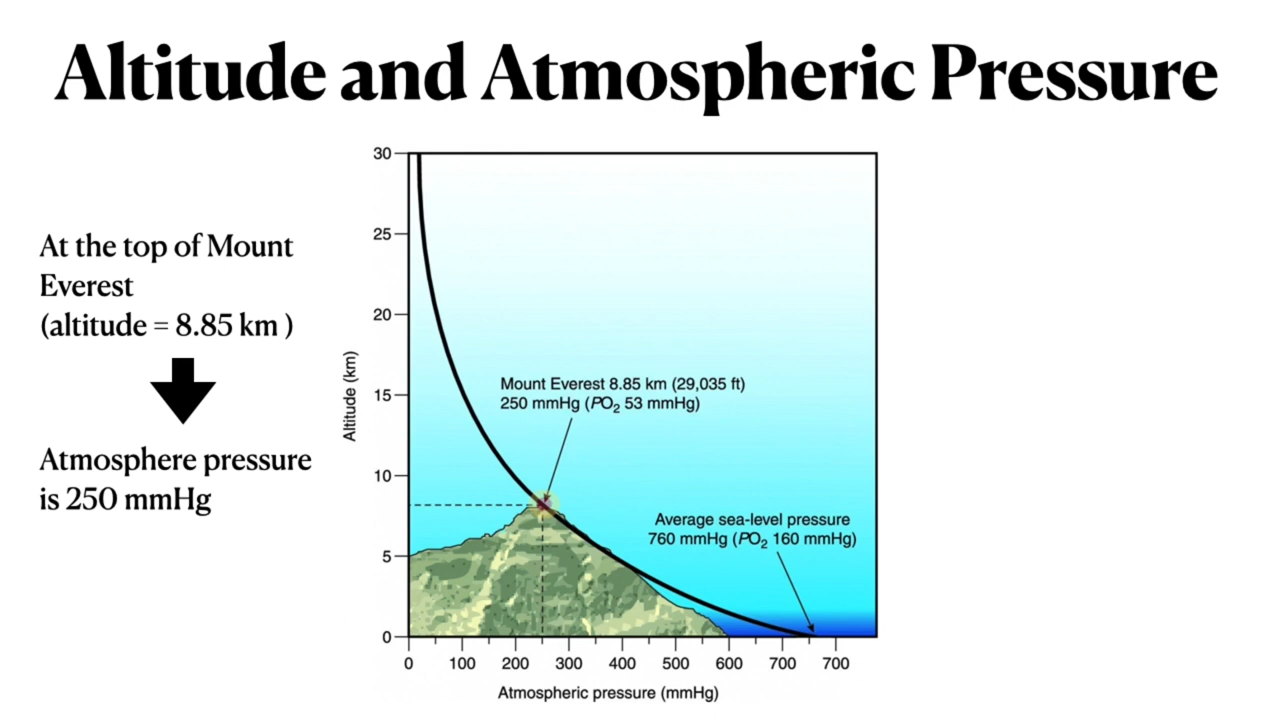 Altitude and Atmospheric Pressure
At the top of Mount
Everest
(altitude = 8.85 km )
Atmosphere pressure
is 250 mmHg
30
25
20
15
10
5
0
Altitude (km)
Mount Everest 8.85 km (29,035 ft)
250 mmHg (PO₂ 53 mmHg)
Average sea-level pressure
760 mmHg (PO₂ 160 mmHg)
0 100 200 300 400 500 600 700 700
Atmospheric pressure (mmHg)